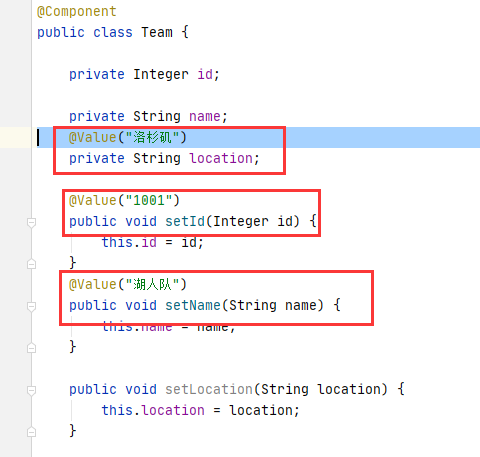 @Component
public class Team {
private Integer id;
private String name;
@Value("洛杉矶")
private String location;
@Value("1001")
public void setId(Integer id) {
this.id = id;
}
@Value("湖人队")
public void setName(String name) {
this.name = name;
}
public void setLocation(String location) {
this.location = location;
}